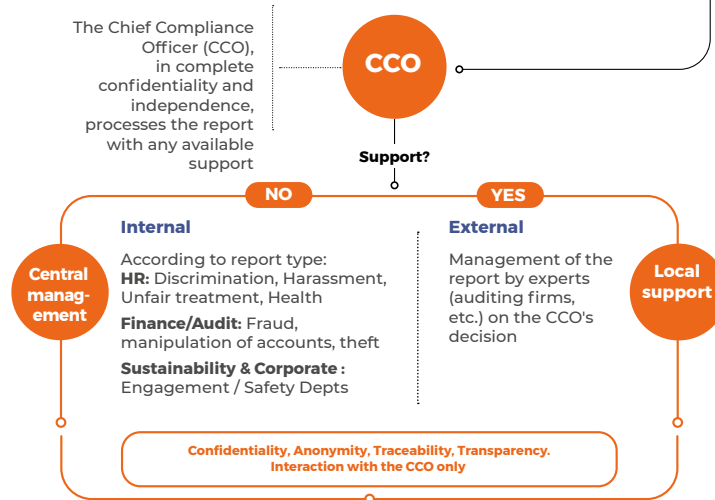 The Chief Compliance
Officer (CCO),
in complete
confidentiality and
independence,
processes the report
with any available
support
CCO
Support?
NO
YES
Central
manag-
ement
Internal
According to report type:
HR: Discrimination, Harassment,
Unfair treatment, Health
Finance/Audit: Fraud,
manipulation of accounts, theft
Sustainability & Corporate :
Engagement / Safety Depts
External
Management of the
report by experts
(auditing firms,
etc.) on the CCO's
decision
Local
support
Confidentiality, Anonymity, Traceability, Transparency.
Interaction with the CCO only